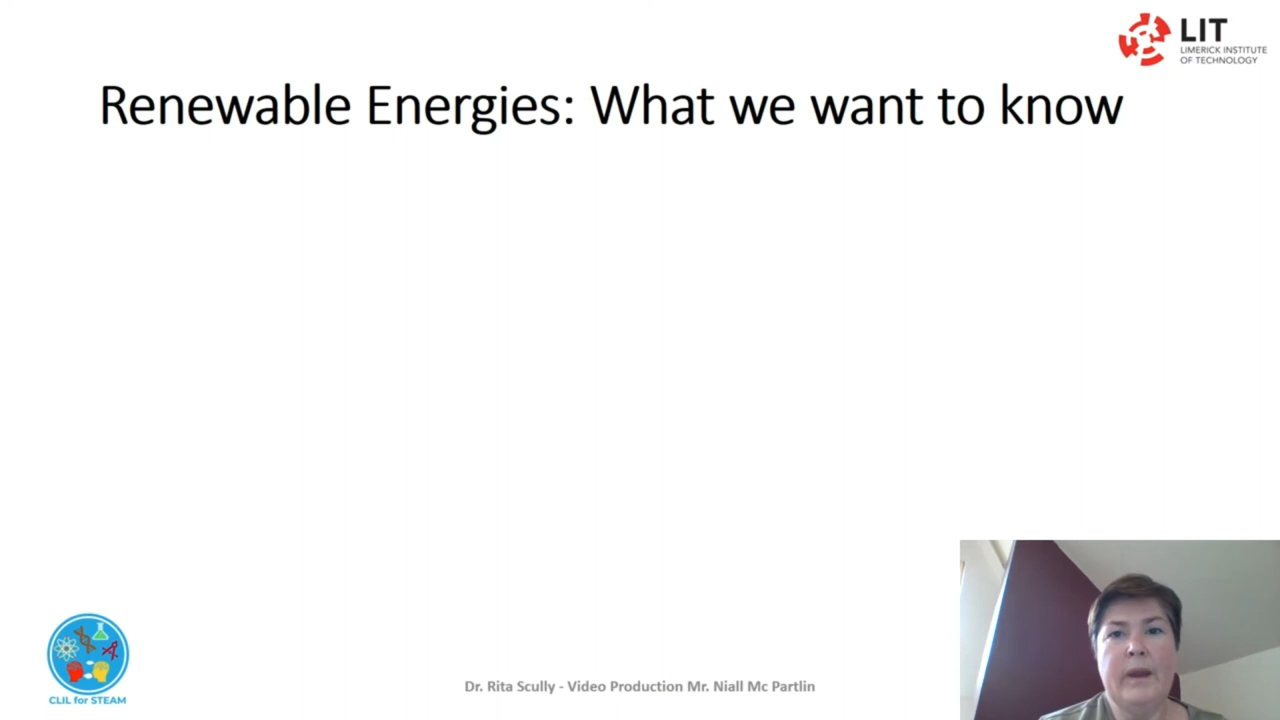 LIT
LIMERICK INSTITUTE
OF TECHNOLOGY
Renewable Energies: What we want to know
CLIL for STEAM
Dr. Rita Scully - Video Production Mr. Niall Mc Partlin